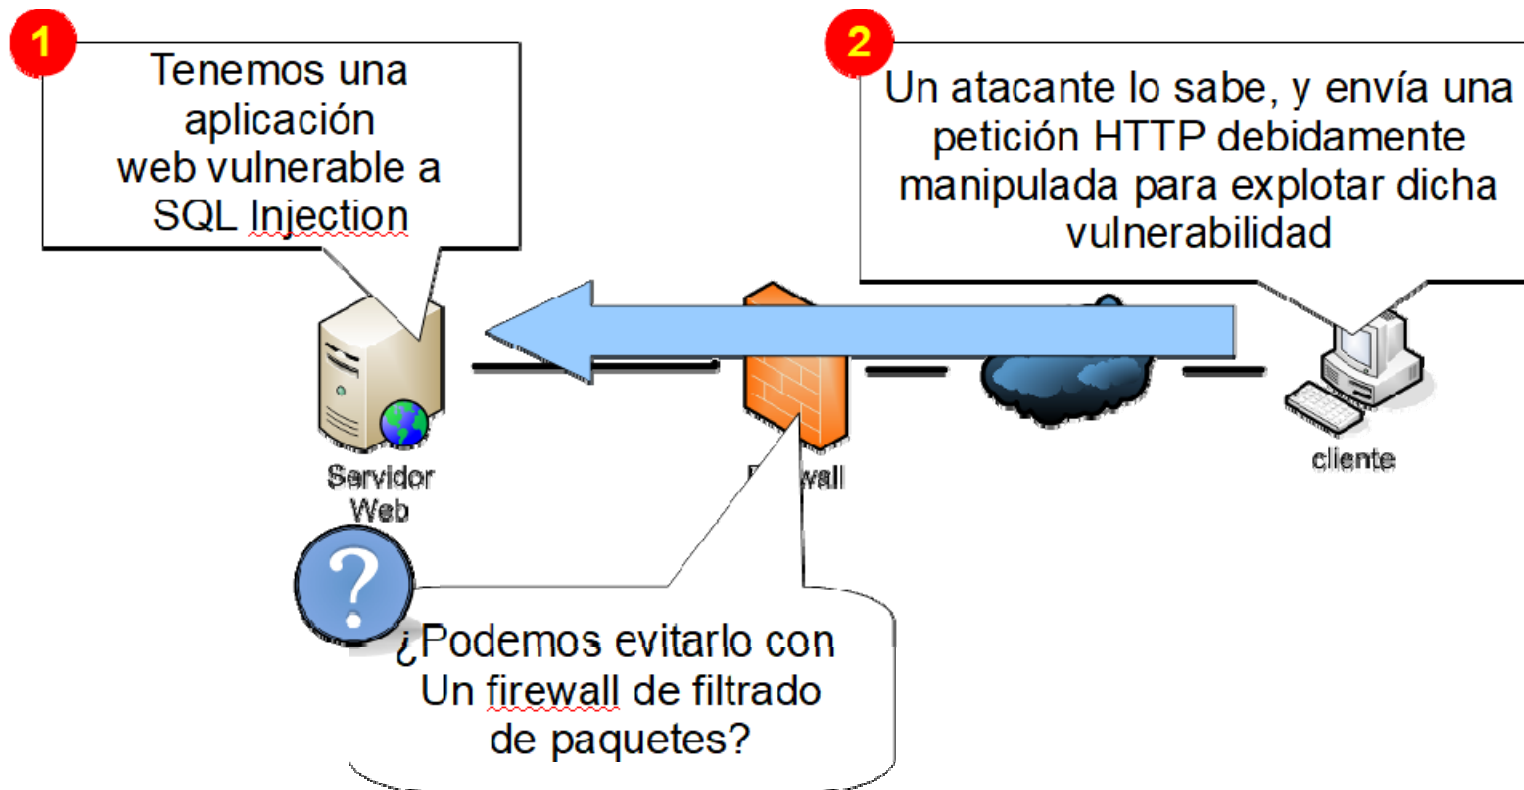 1
Tenemos una
aplicación
web vulnerable a
SQL Injection
2
Un atacante lo sabe, y envía una
petición HTTP debidamente
manipulada para explotar dicha
vulnerabilidad
Servidor
Web
cliente
?
¿Podemos evitarlo con
Un firewall de filtrado
de paquetes?